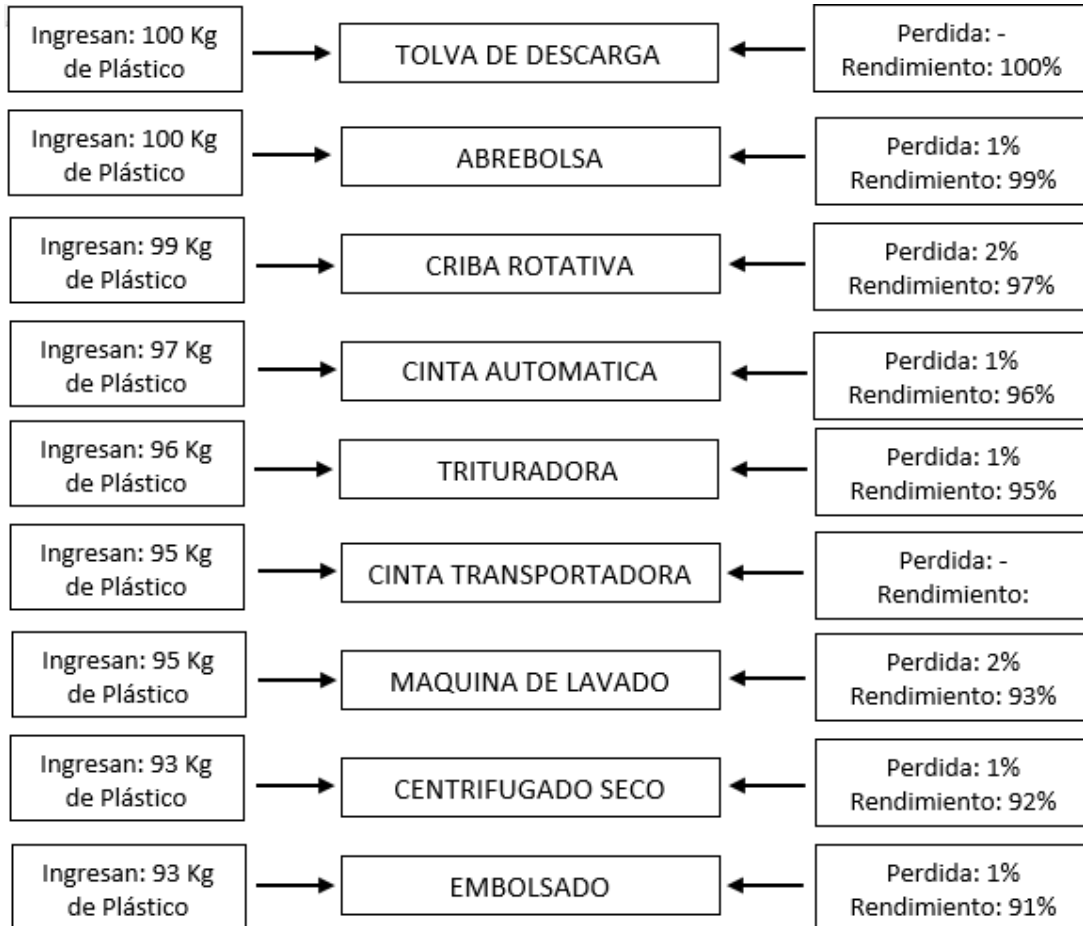 Ingresan: 100 Kg
de Plástico
TOLVA DE DESCARGA
Perdida: -
Rendimiento: 100%
Ingresan: 100 Kg
de Plástico
ABREBOLSA
Perdida: 1%
Rendimiento: 99%
Ingresan: 99 Kg
de Plástico
CRIBA ROTATIVA
Perdida: 2%
Rendimiento: 97%
Ingresan: 97 Kg
de Plástico
CINTA AUTOMATICA
Perdida: 1%
Rendimiento: 96%
Ingresan: 96 Kg
de Plástico
TRITURADORA
Perdida: 1%
Rendimiento: 95%
Ingresan: 95 Kg
de Plástico
CINTA TRANSPORTADORA
Perdida: -
Rendimiento:
Ingresan: 95 Kg
de Plástico
MAQUINA DE LAVADO
Perdida: 2%
Rendimiento: 93%
Ingresan: 93 Kg
de Plástico
CENTRIFUGADO SECO
Perdida: 1%
Rendimiento: 92%
Ingresan: 93 Kg
de Plástico
EMBOLSADO
Perdida: 1%
Rendimiento: 91%